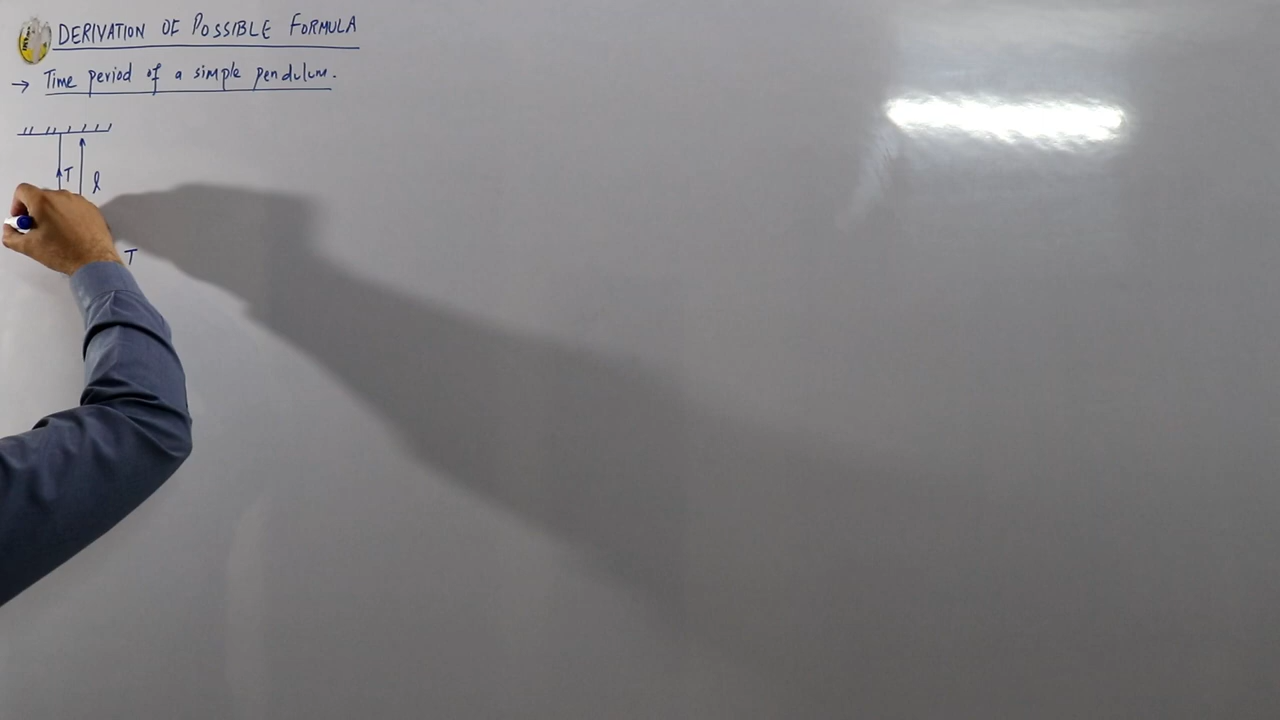 DERIVATION OF POSSIBLE FORMULA
→ Time period of a simple pendulum.
T
l
T